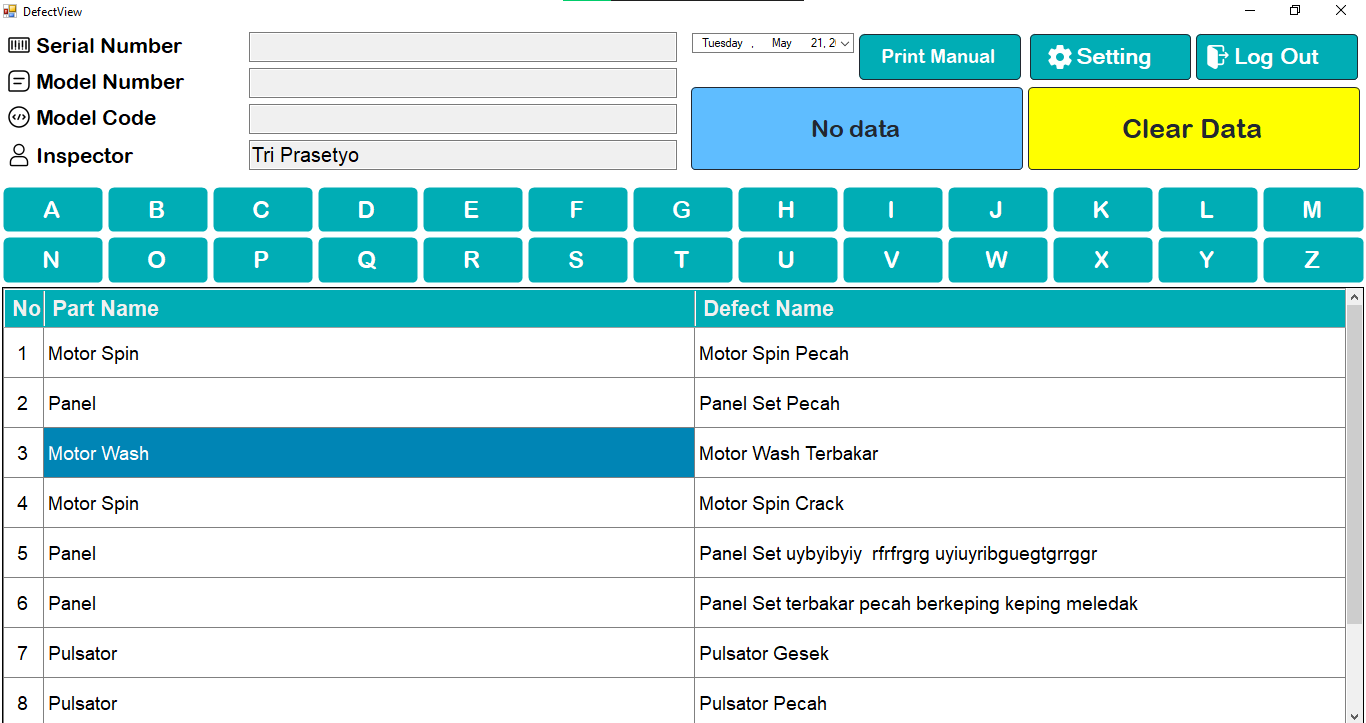 DefectView
Serial Number
Model Number
Model Code
Inspector
Tri Prasetyo
Tuesday , May 21, 2
Print Manual
Setting
Log Out
No data
Clear Data
A B C D E F G H I J K L M
N O P Q R S T U V W X Y Z
No Part Name Defect Name
1 Motor Spin Motor Spin Pecah
2 Panel Panel Set Pecah
3 Motor Wash Motor Wash Terbakar
4 Motor Spin Motor Spin Crack
5 Panel Panel Set uybyibyiy rfrfrgrg uyiuyribguegtgrrggr
6 Panel Panel Set terbakar pecah berkeping keping meledak
7 Pulsator Pulsator Gesek
8 Pulsator Pulsator Pecah